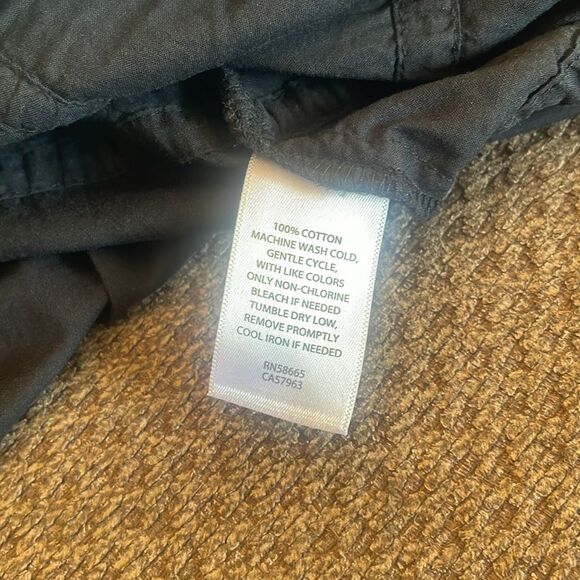 100% COTTON
MACHINE WASH COLD,
GENTLE CYCLE,
WITH LIKE COLORS
ONLY NON-CHLORINE
BLEACH IF NEEDED
TUMBLE DRY LOW,
REMOVE PROMPTLY
COOL IRON IF NEEDED
RN58665
CA57963